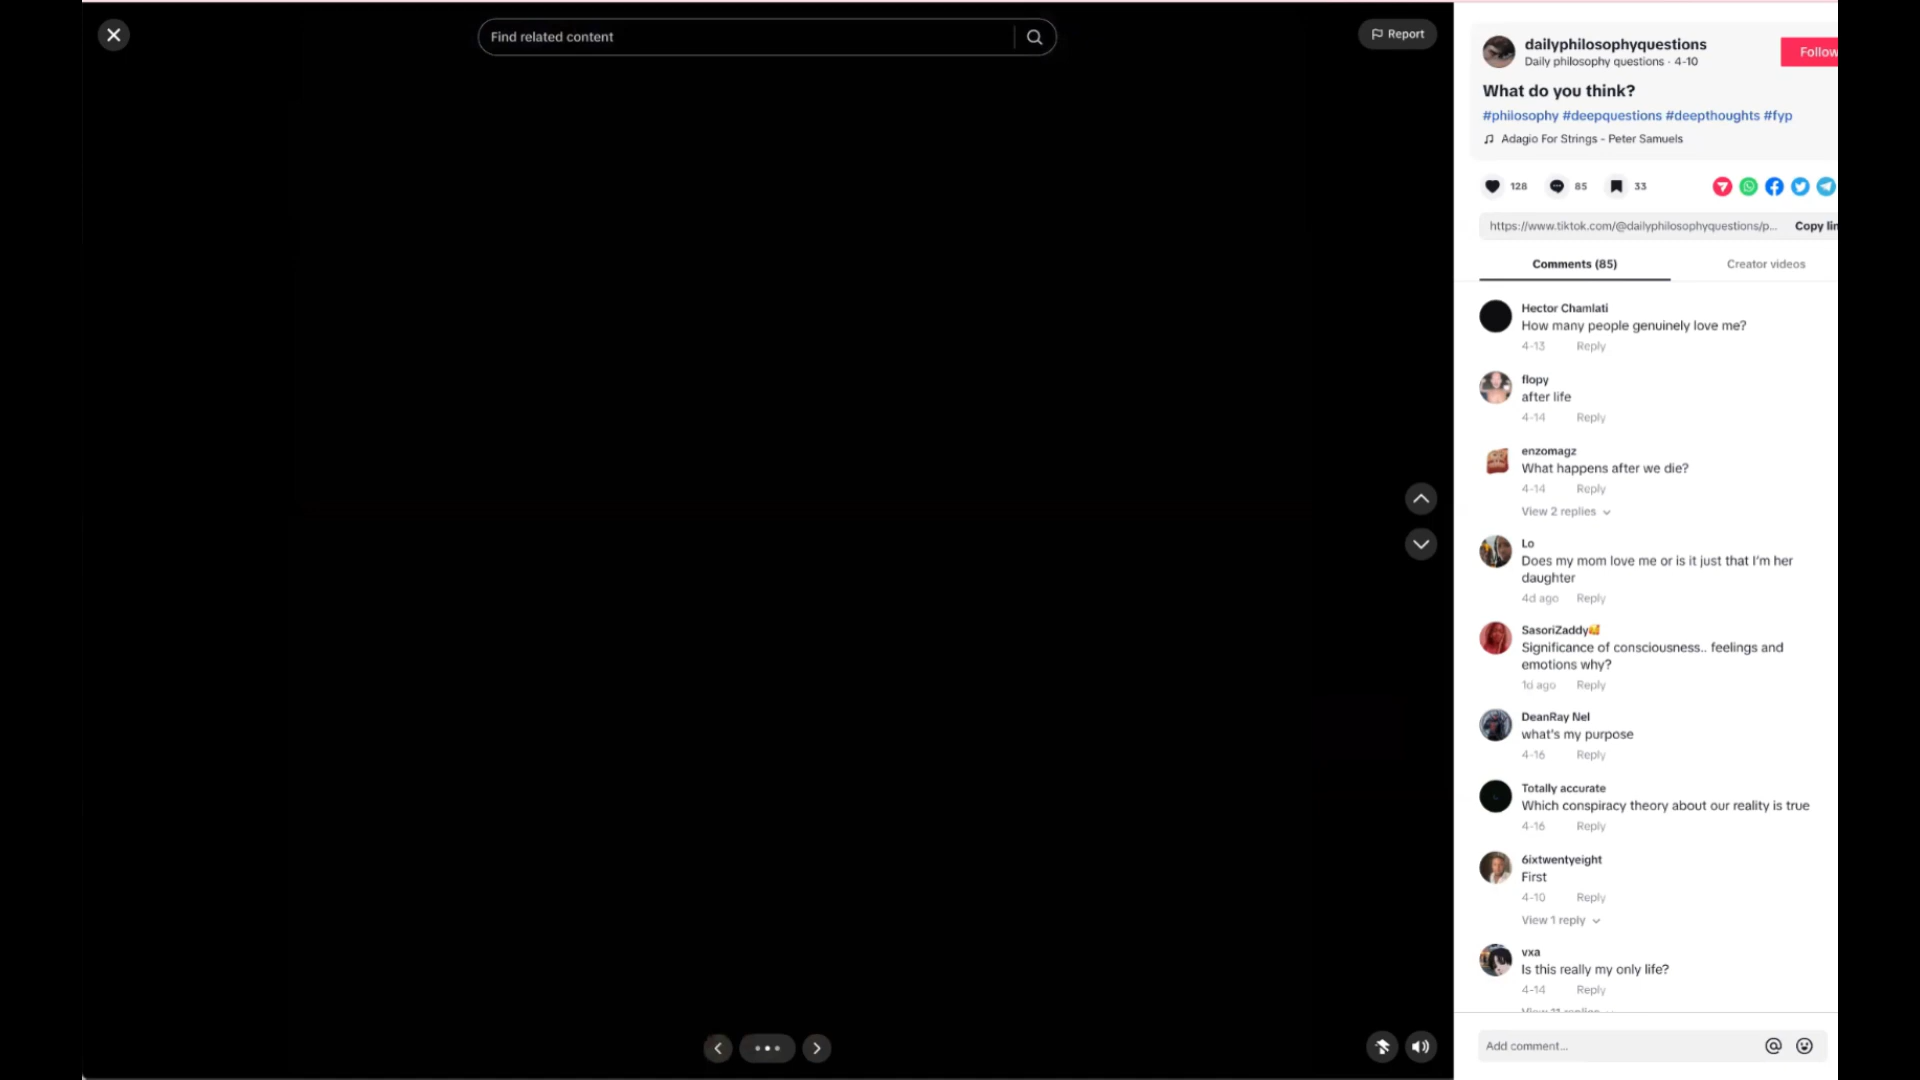 Find related content
Report
dailyphilosophyquestions
Daily philosophy questions · 4-10
Follow
What do you think?
#philosophy #deepquestions #deepthoughts #fyp
Adagio For Strings - Peter Samuels
128
85
33
https://www.tiktok.com/@dailyphilosophyquestions/p...
Copy lin
Comments (85)
Creator videos
Hector Chamlati
How many people genuinely love me?
4-13 Reply
flopy
after life
4-14 Reply
enzomagz
What happens after we die?
4-14 Reply
View 2 replies
Lo
Does my mom love me or is it just that I'm her
daughter
4d ago Reply
SasoriZaddy🥰
Significance of consciousness.. feelings and
emotions why?
1d ago Reply
DeanRay Nel
what's my purpose
4-16 Reply
Totally accurate
Which conspiracy theory about our reality is true
4-16 Reply
6ixtwentyeight
First
4-10 Reply
View 1 reply
vxa
Is this really my only life?
4-14 Reply
Add comment...